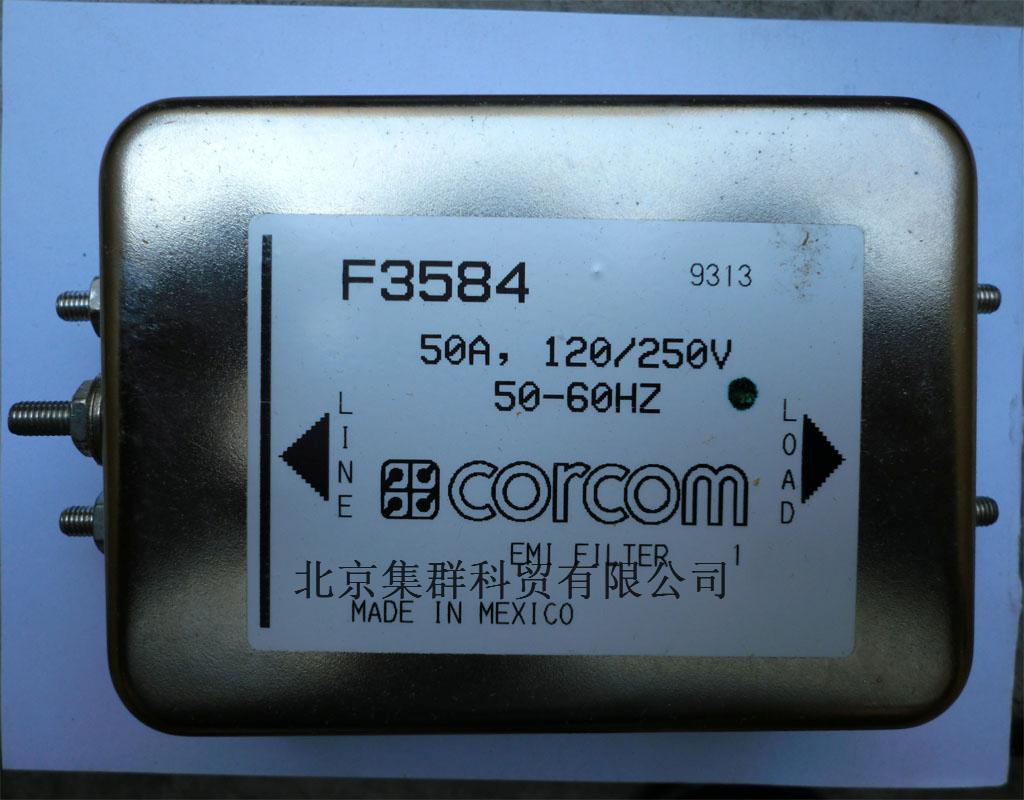 F3584 9313
50A, 120/250V
50-60HZ
LINE
LOAD
corcom
EMI FILTER 1
北京集群科贸有限公司
MADE IN MEXICO